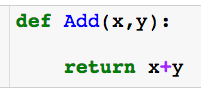 def Add(x,y):
    return x+y